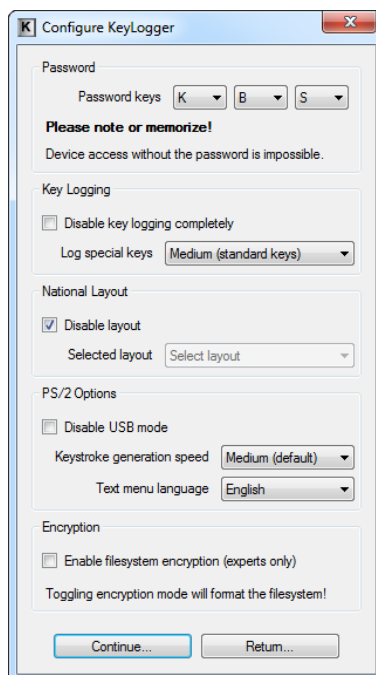 K Configure KeyLogger
Password
Password keys K B S
Please note or memorize!
Device access without the password is impossible.
Key Logging
Disable key logging completely
Log special keys Medium (standard keys)
National Layout
Disable layout
Selected layout Select layout
PS/2 Options
Disable USB mode
Keystroke generation speed Medium (default)
Text menu language English
Encryption
Enable filesystem encryption (experts only)
Toggling encryption mode will format the filesystem!
Continue... Return...